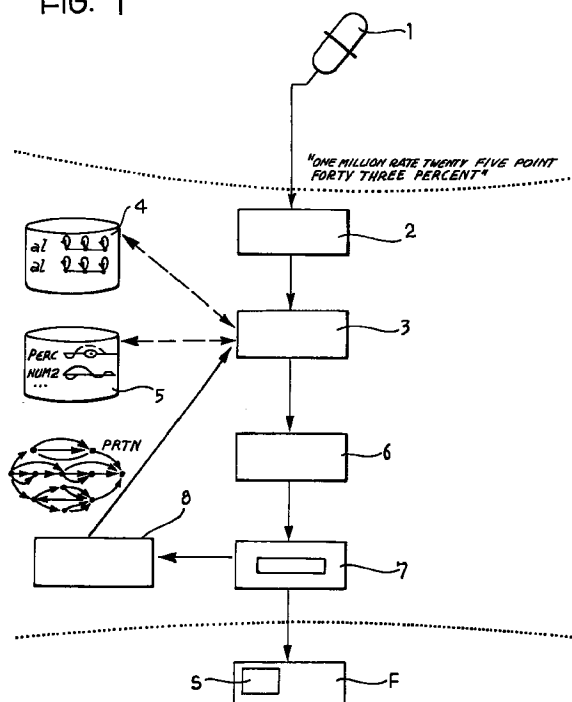 FIG. 1
1
"ONE MILLION RATE TWENTY FIVE POINT
FORTY THREE PERCENT"
2
4
al
al
3
PERC
NUM2
...
5
PRTN
6
8
7
S
F